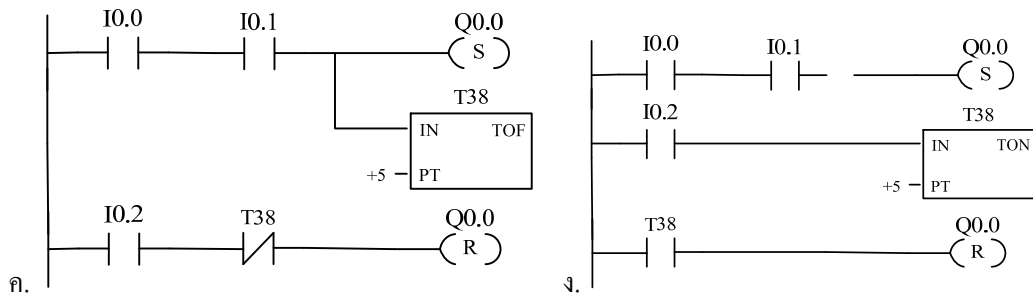 I0.0 I0.1 Q0.0
S
T38
IN TOF
+5 PT
I0.2 T38 Q0.0
R
ค.
I0.0 I0.1 Q0.0
S
I0.2 T38
IN TON
+5 PT
T38 Q0.0
R
ง.